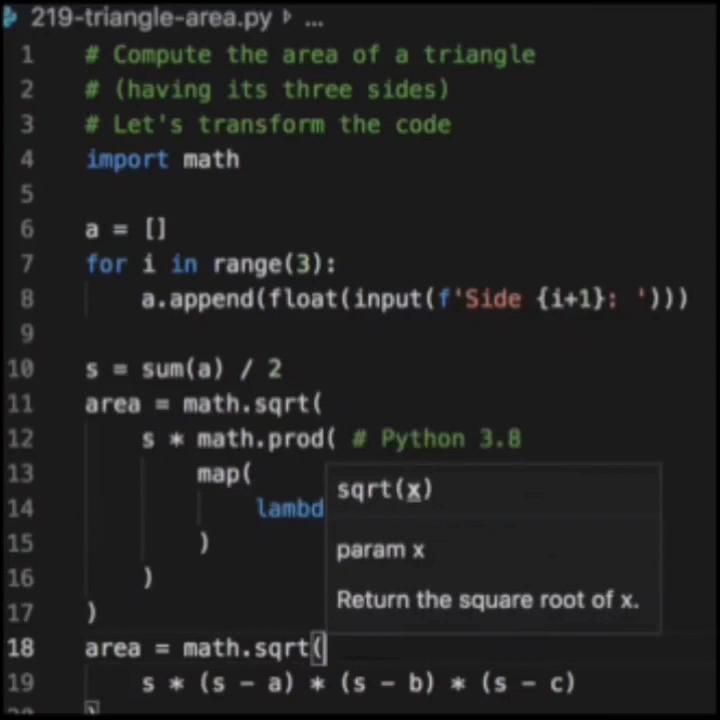 219-triangle-area.py > ...
1 # Compute the area of a triangle
2 # (having its three sides)
3 # Let's transform the code
4 import math
5
6 a = []
7 for i in range(3):
8 a.append(float(input(f'Side {i+1}: ')))
9
10 s = sum(a) / 2
11 area = math.sqrt(
12 s * math.prod( # Python 3.8
13 map(
14 lambd
15 )
16 )
17 )
sqrt(x)
param x
Return the square root of x.
18 area = math.sqrt(
19 s * (s - a) * (s - b) * (s - c)